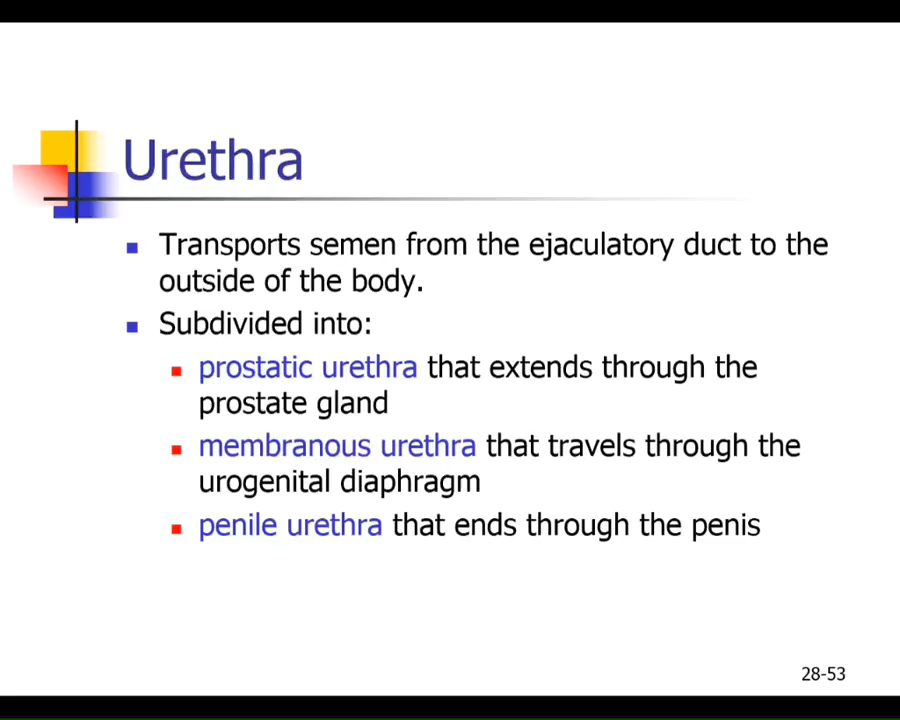 Urethra
Transports semen from the ejaculatory duct to the
outside of the body.
Subdivided into:
prostatic urethra that extends through the
prostate gland
membranous urethra that travels through the
urogenital diaphragm
penile urethra that ends through the penis
28-53